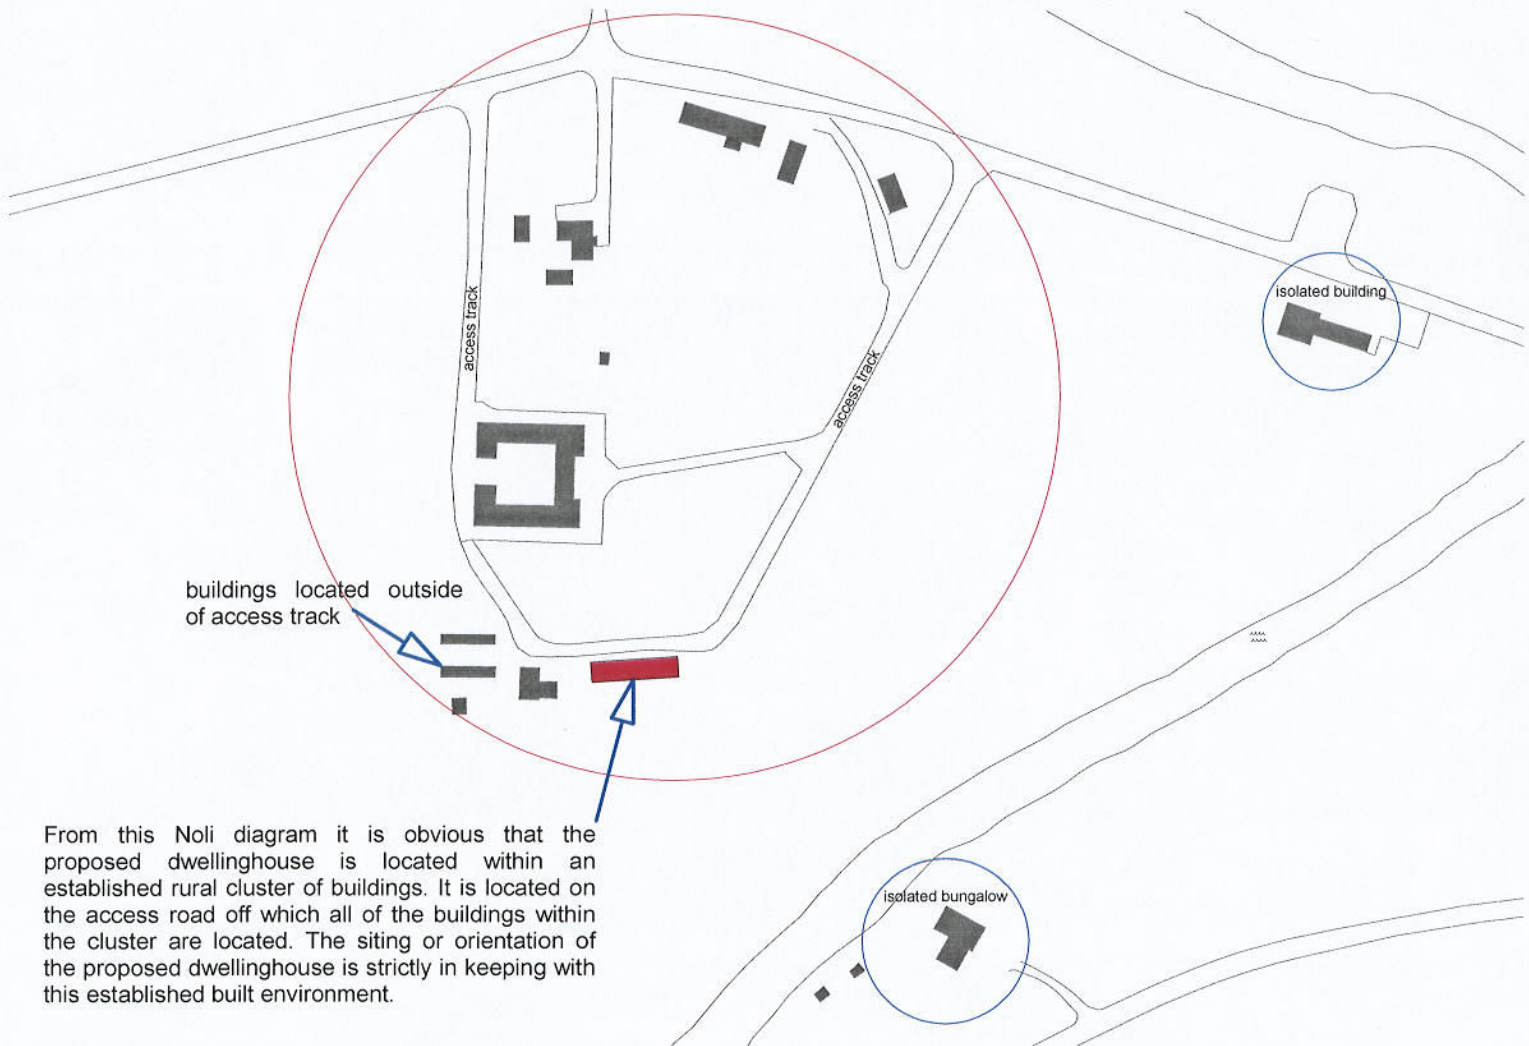 isolated building
access track
access track
buildings located outside
of access track
From this Noli diagram it is obvious that the
proposed dwellinghouse is located within an
established rural cluster of buildings. It is located on
the access road off which all of the buildings within
the cluster are located. The siting or orientation of
the proposed dwellinghouse is strictly in keeping with
this established built environment.
isolated bungalow